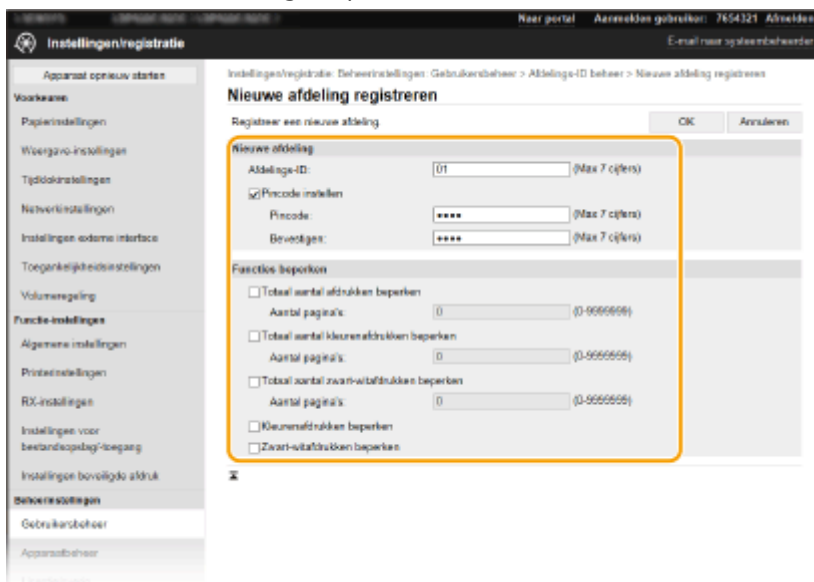 Naar portal Aanmelden gebruiker: 7654321 Afmelden
Instellingen/registratie
E-mail naar systeembeheerder
Apparaat opnieuw starten
Voorkeuren
Papierinstellingen
Weergave-instellingen
Tijdklokinstellingen
Netwerkinstellingen
Instellingen externe interface
Toegankelijkheidsinstellingen
Volumeregeling
Functie-instellingen
Algemene instellingen
Printerinstellingen
RX-instellingen
Instellingen voor
bestandsopslag/-toegang
Instellingen beveiligde afdruk
Beheerinstellingen
Gebruikersbeheer
Apparaatbeheer
Instellingen/registratie: Beheerinstellingen: Gebruikersbeheer > Afdelings-ID beheer > Nieuwe afdeling registreren
Nieuwe afdeling registreren
Registreer een nieuwe afdeling.
OK Annuleren
Nieuwe afdeling
Afdelings-ID: 01 (Max 7 cijfers)
Pincode instellen
Pincode: •••• (Max 7 cijfers)
Bevestigen: •••• (Max 7 cijfers)
Functies beperken
Totaal aantal afdrukken beperken
Aantal pagina's: 0 (0-9999999)
Totaal aantal kleurenafdrukken beperken
Aantal pagina's: 0 (0-9999999)
Totaal aantal zwart-witafdrukken beperken
Aantal pagina's: 0 (0-9999999)
Kleurenafdrukken beperken
Zwart-witafdrukken beperken